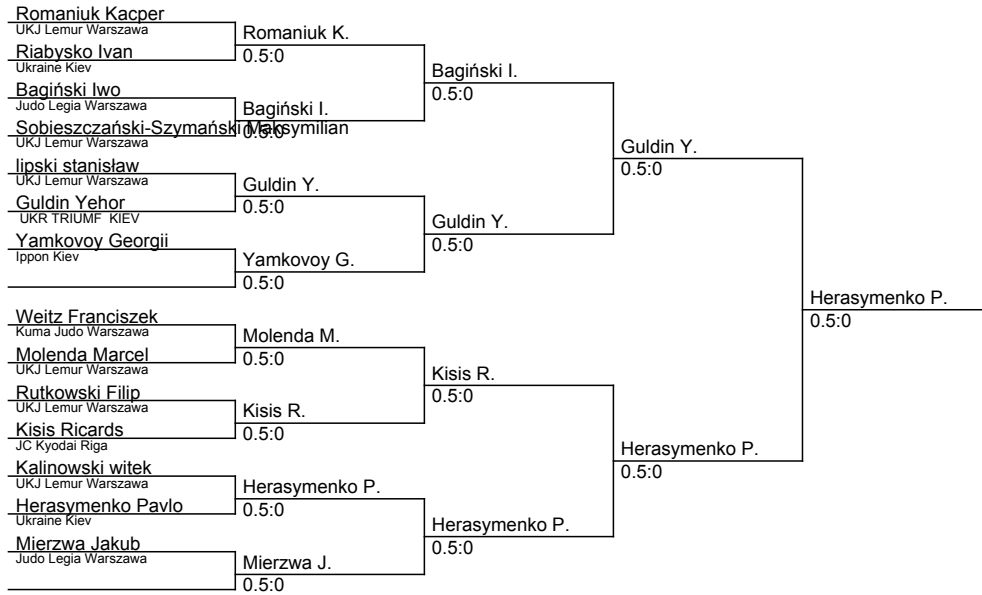 Romaniuk Kacper
UKJ Lemur Warszawa
Riabysko Ivan
Ukraine Kiev
Bagiński Iwo
Judo Legia Warszawa
Sobieszczański-Szymański Maksymilian
UKJ Lemur Warszawa
lipski stanisław
UKJ Lemur Warszawa
Guldin Yehor
UKR TRIUMF KIEV
Yamkovoy Georgii
Ippon Kiev
Weitz Franciszek
Kuma Judo Warszawa
Molenda Marcel
UKJ Lemur Warszawa
Rutkowski Filip
UKJ Lemur Warszawa
Kisis Ricards
JC Kyodai Riga
Kalinowski witek
UKJ Lemur Warszawa
Herasymenko Pavlo
Ukraine Kiev
Mierzwa Jakub
Judo Legia Warszawa
Romaniuk K.
0.5:0
Bagiński I.
0.5:0
Guldin Y.
0.5:0
Yamkovoy G.
0.5:0
Molenda M.
0.5:0
Kisis R.
0.5:0
Herasymenko P.
0.5:0
Mierzwa J.
0.5:0
Bagiński I.
0.5:0
Guldin Y.
0.5:0
Kisis R.
0.5:0
Herasymenko P.
0.5:0
Guldin Y.
0.5:0
Herasymenko P.
0.5:0
Herasymenko P.
0.5:0